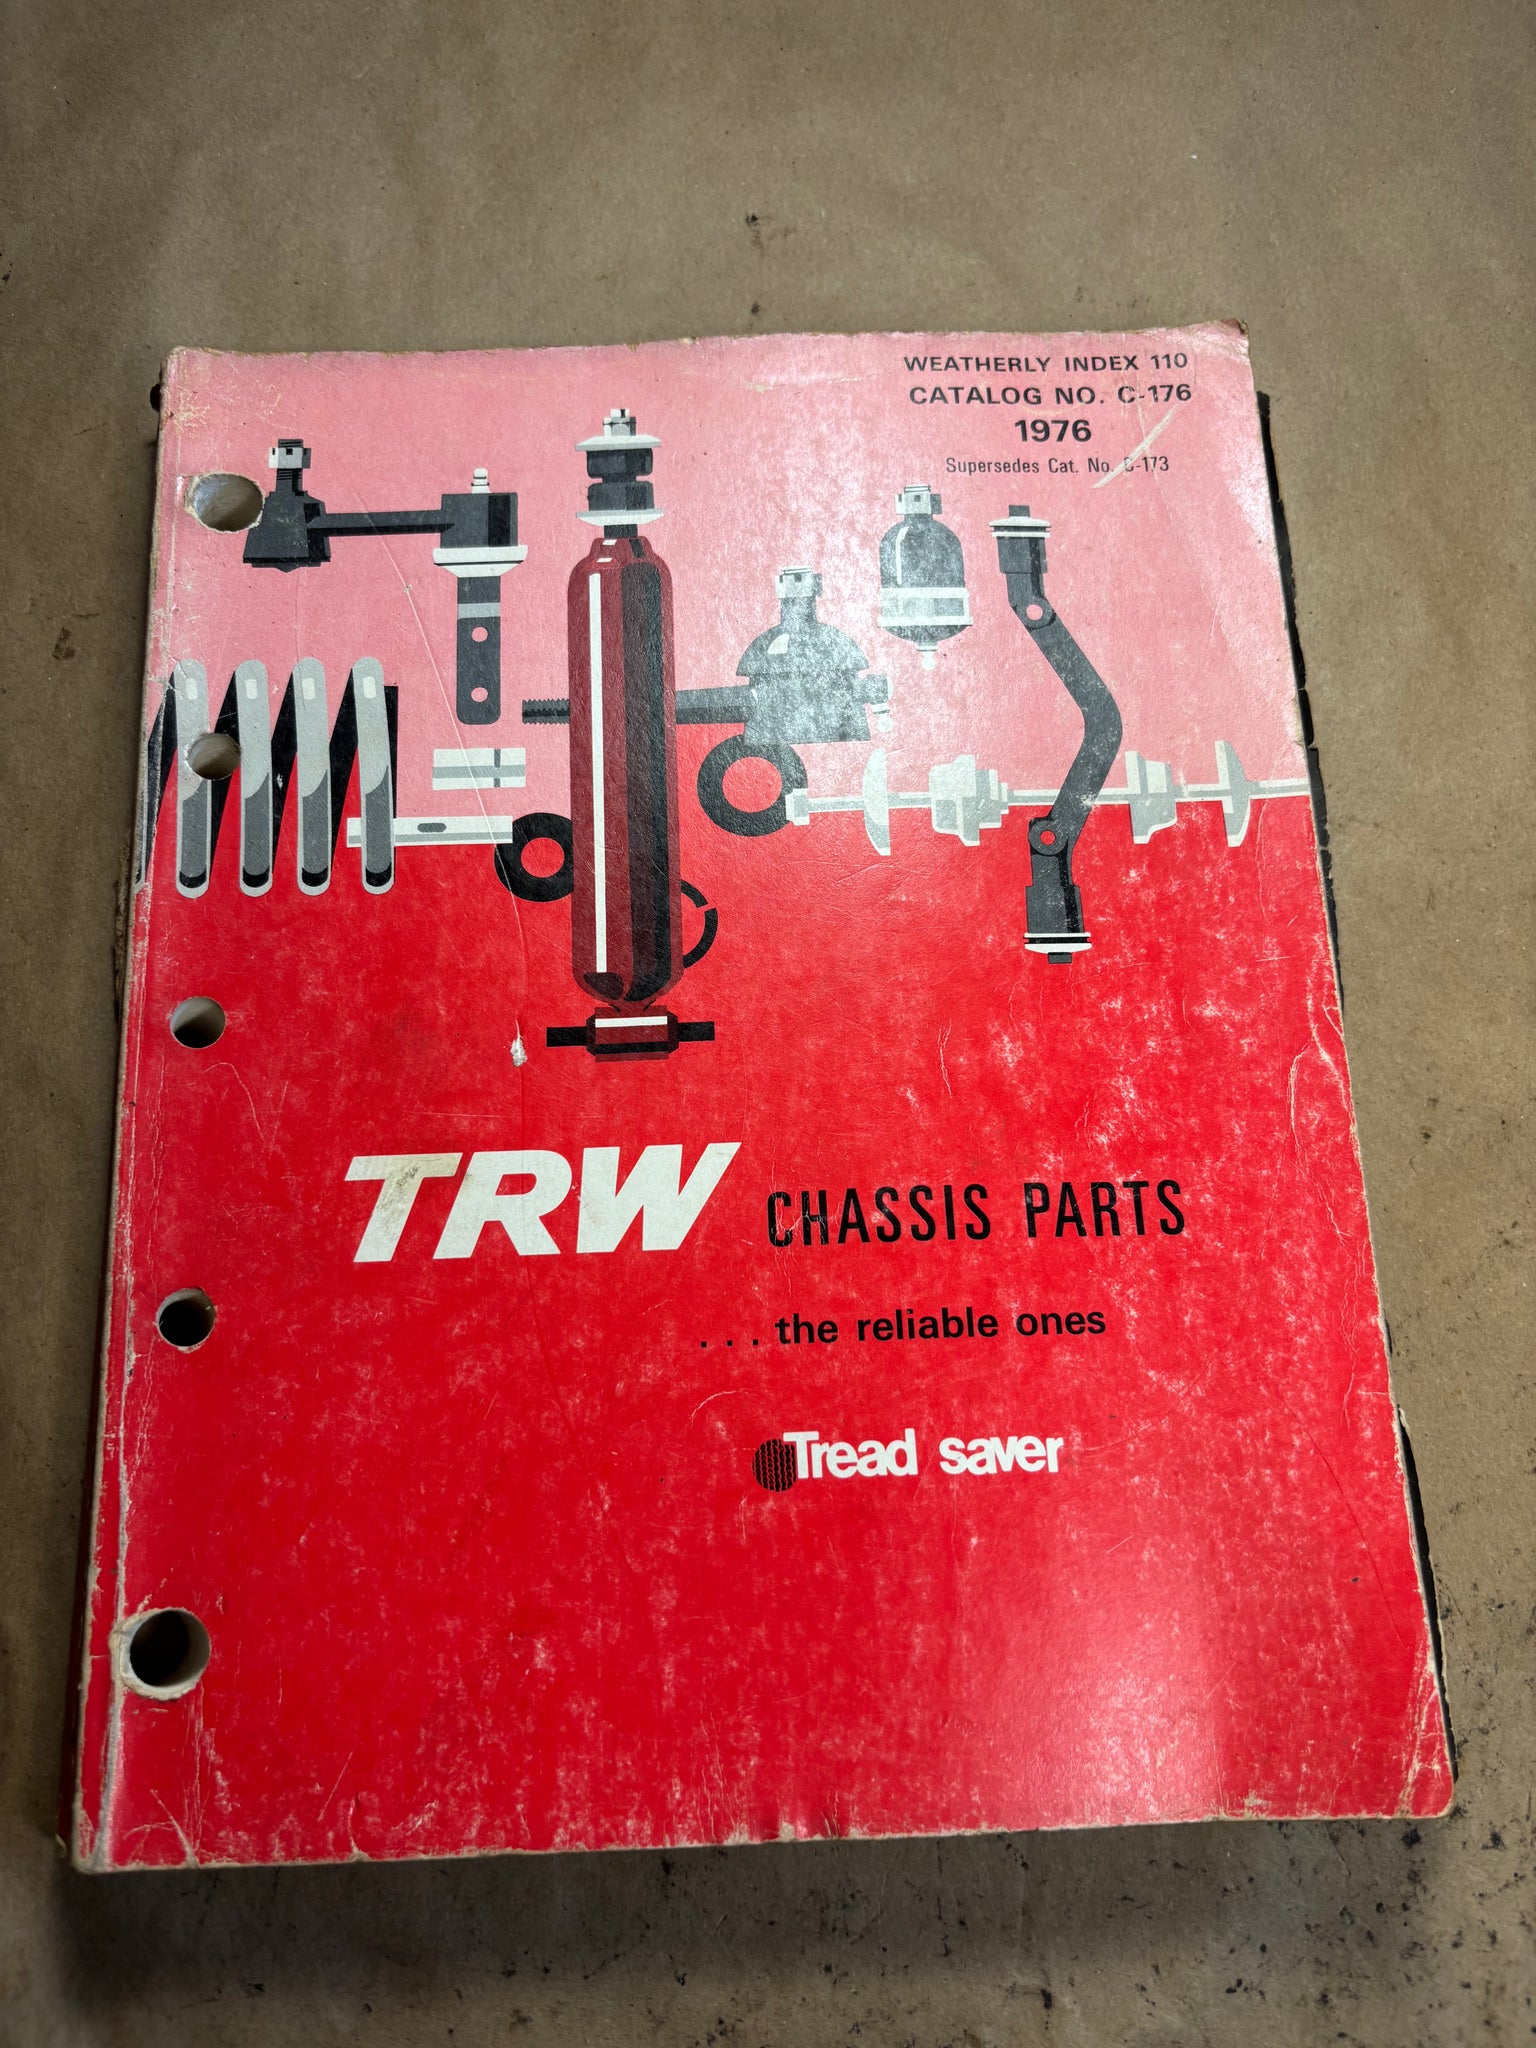 WEATHERLY INDEX 110
CATALOG NO. C-176
1976
Supersedes Cat. No. C-173
TRW CHASSIS PARTS
...the reliable ones
Tread saver